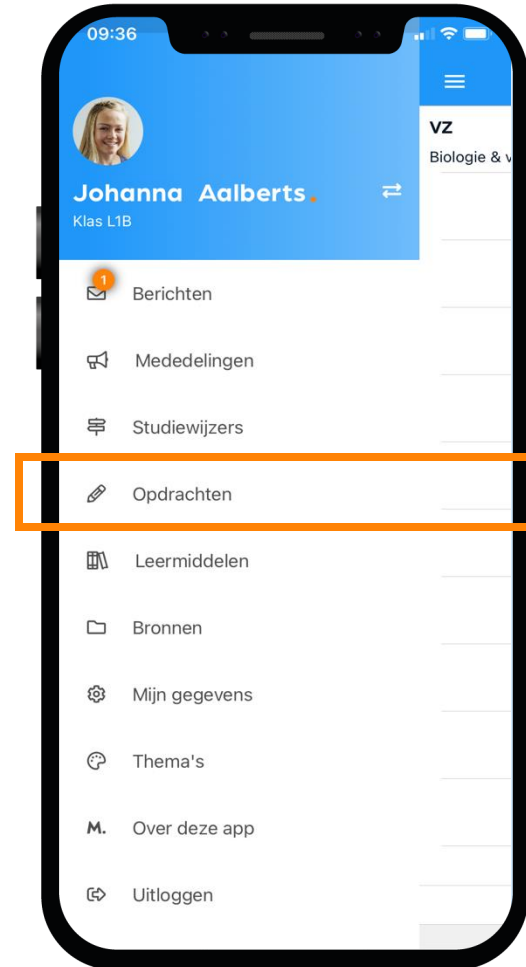 09:36
Johanna Aalberts.
Klas L1B
1
Berichten
Mededelingen
Studiewijzers
Opdrachten
Leermiddelen
Bronnen
Mijn gegevens
Thema's
M. Over deze app
Uitloggen
VZ
Biologie & v